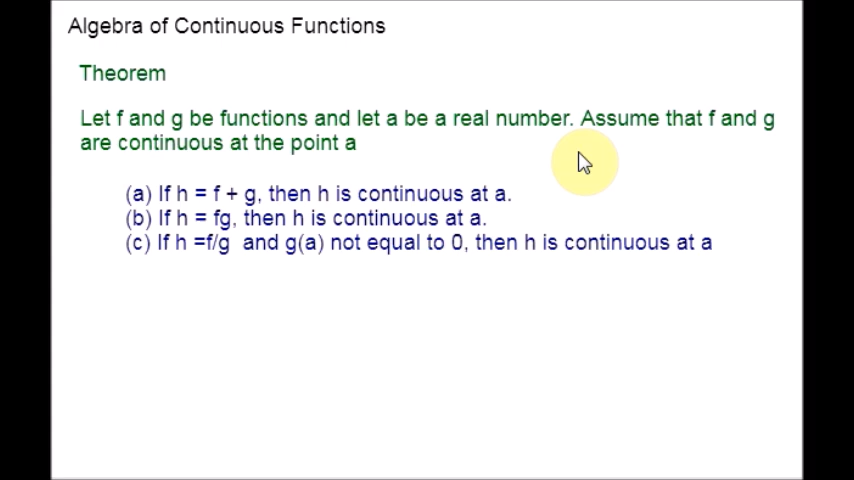 Algebra of Continuous Functions
Theorem
Let f and g be functions and let a be a real number. Assume that f and g
are continuous at the point a
(a) If h = f + g, then h is continuous at a.
(b) If h = fg, then h is continuous at a.
(c) If h =f/g  and g(a) not equal to 0, then h is continuous at a